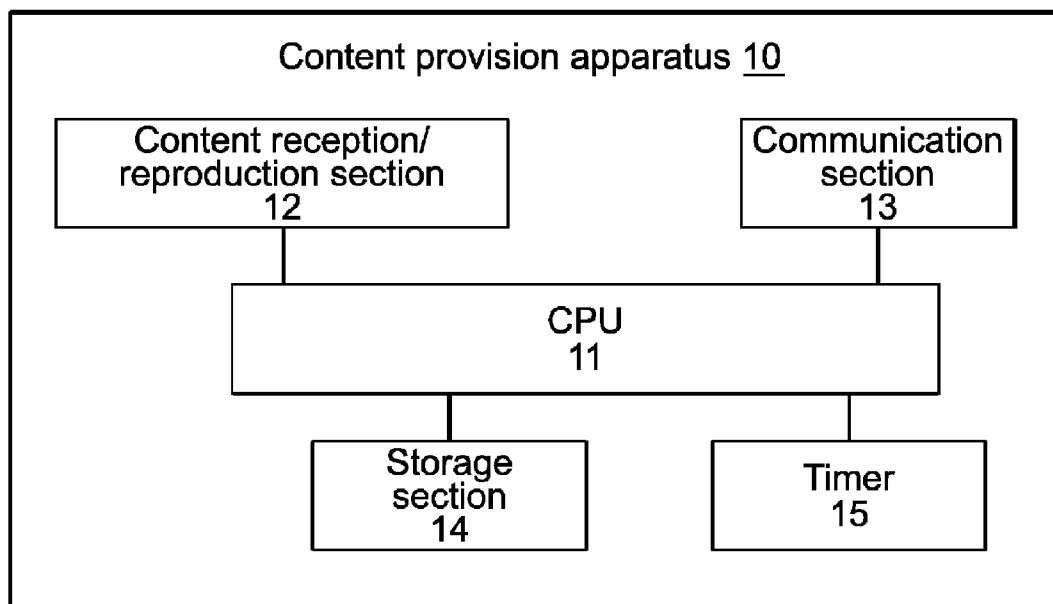 Content provision apparatus 10
Content reception/
reproduction section
12
Communication
section
13
CPU
11
Storage
section
14
Timer
15